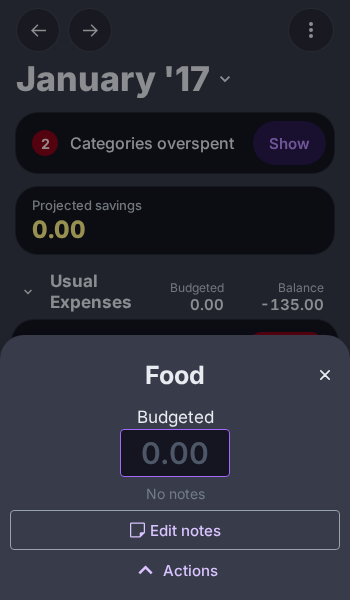 January '17
2 Categories overspent Show
Projected savings
0.00
Usual Expenses
Budgeted
0.00
Balance
-135.00
Food
Budgeted
0.00
No notes
Edit notes
Actions